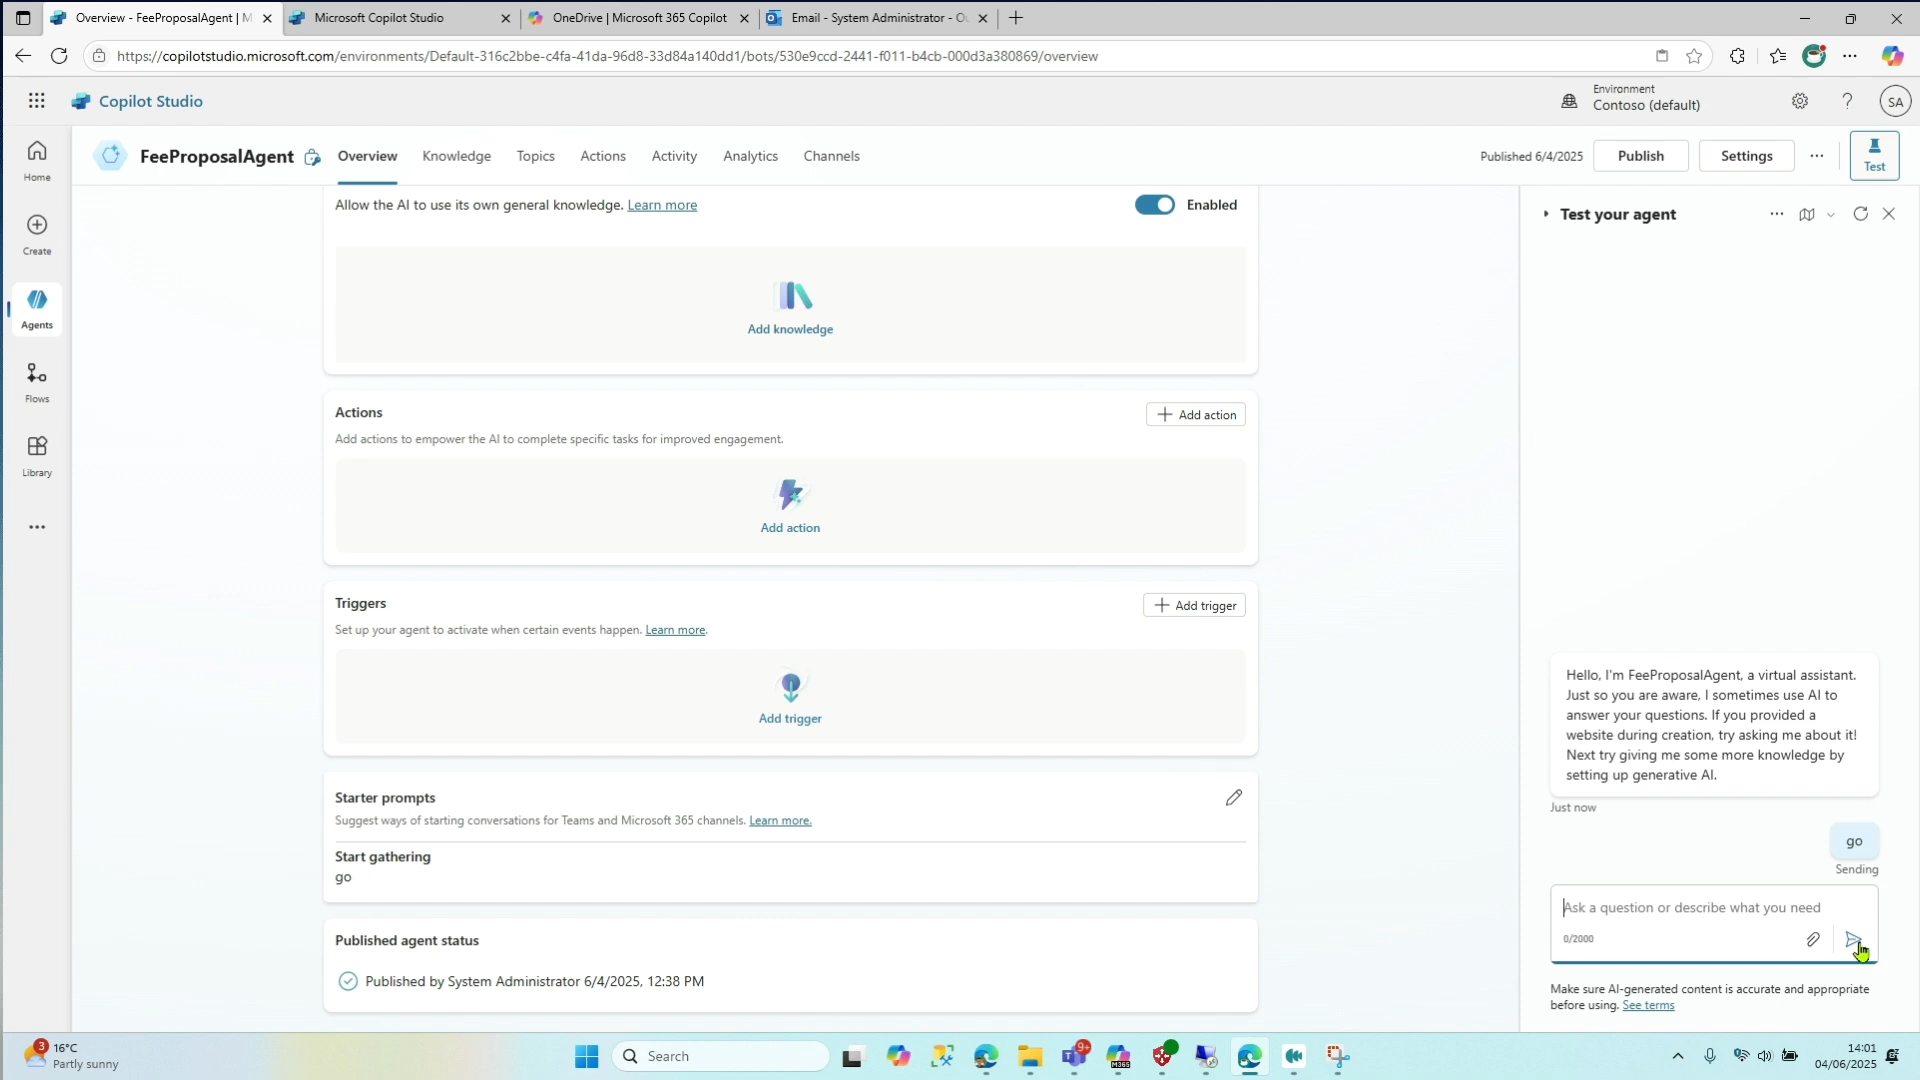 Overview - FeeProposalAgent | M
Microsoft Copilot Studio
OneDrive | Microsoft 365 Copilot
Email - System Administrator - O
https://copilotstudio.microsoft.com/environments/Default-316c2bbe-c4fa-41da-96d8-33d84a140dd1/bots/530e9ccd-2441-f011-b4cb-000d3a380869/overview
Copilot Studio
Environment
Contoso (default)
SA
FeeProposalAgent
Overview
Knowledge
Topics
Actions
Activity
Analytics
Channels
Published 6/4/2025
Publish
Settings
Test
Home
Create
Agents
Flows
Library
Allow the AI to use its own general knowledge. Learn more
Enabled
Add knowledge
Actions
Add action
Add actions to empower the AI to complete specific tasks for improved engagement.
Add action
Triggers
Add trigger
Set up your agent to activate when certain events happen. Learn more.
Add trigger
Starter prompts
Suggest ways of starting conversations for Teams and Microsoft 365 channels. Learn more.
Start gathering
go
Published agent status
Published by System Administrator 6/4/2025, 12:38 PM
Test your agent
Hello, I'm FeeProposalAgent, a virtual assistant.
Just so you are aware, I sometimes use AI to
answer your questions. If you provided a
website during creation, try asking me about it!
Next try giving me some more knowledge by
setting up generative AI.
Just now
go
Sending
Ask a question or describe what you need
0/2000
Make sure AI-generated content is accurate and appropriate
before using. See terms
3
16°C
Partly sunny
Search
9+
M365
14:01
04/06/2025